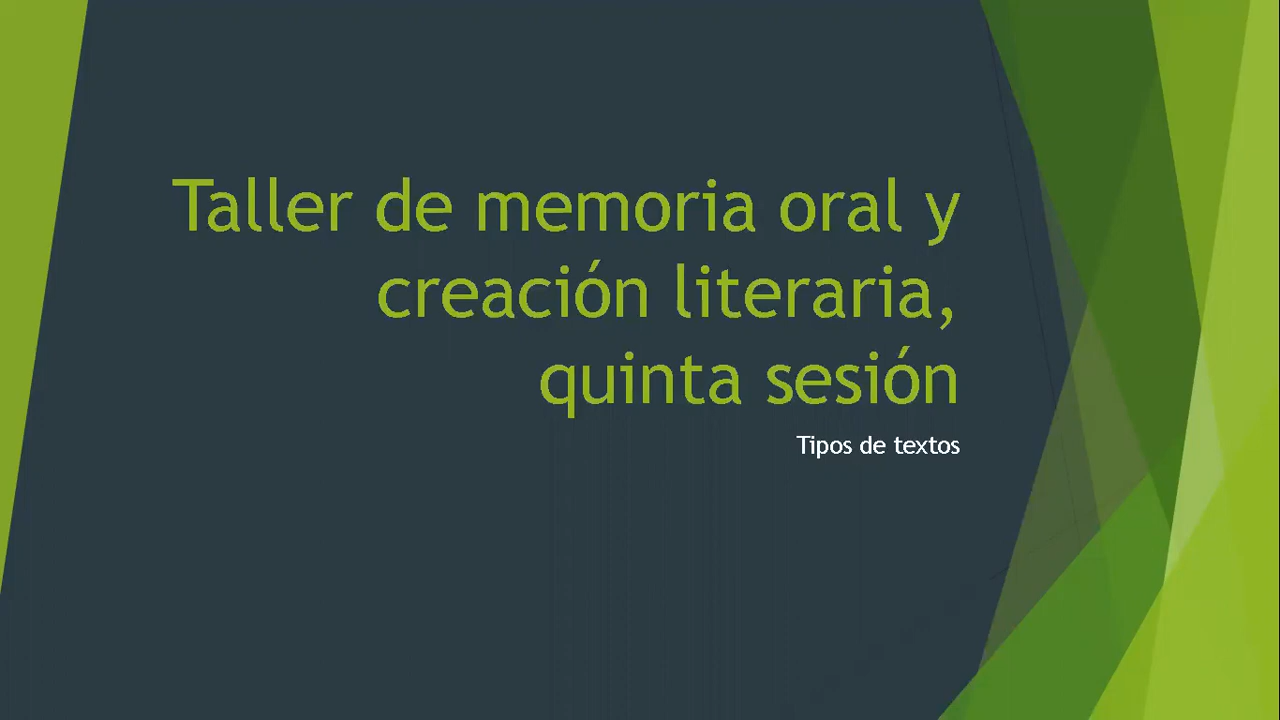 Taller de memoria oral y
creación literaria,
quinta sesión
Tipos de textos